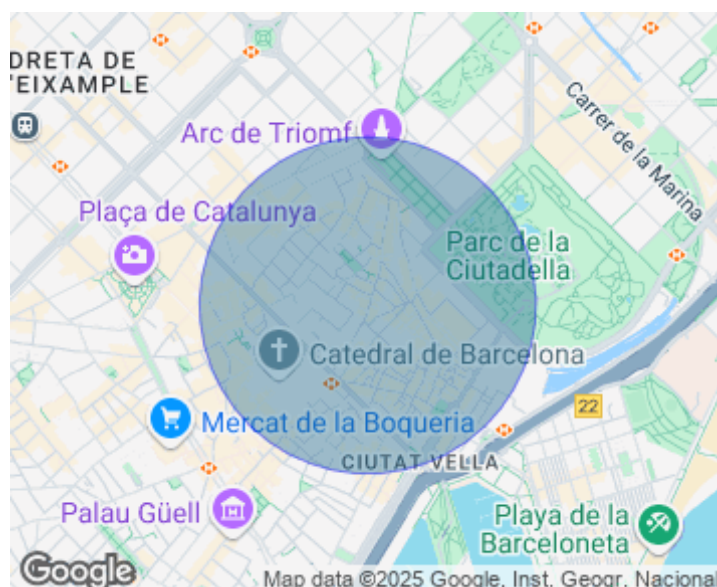 DRETA DE
'EIXAMPLE
Arc de Triomf
Carrer de la Marina
Plaça de Catalunya
Parc de la
Ciutadella
Catedral de Barcelona
22
Mercat de la Boqueria
CIUTAT VELLA
Palau Güell
Playa de la
Barceloneta
Google
Map data ©2025 Google, Inst. Geogr. Nacional